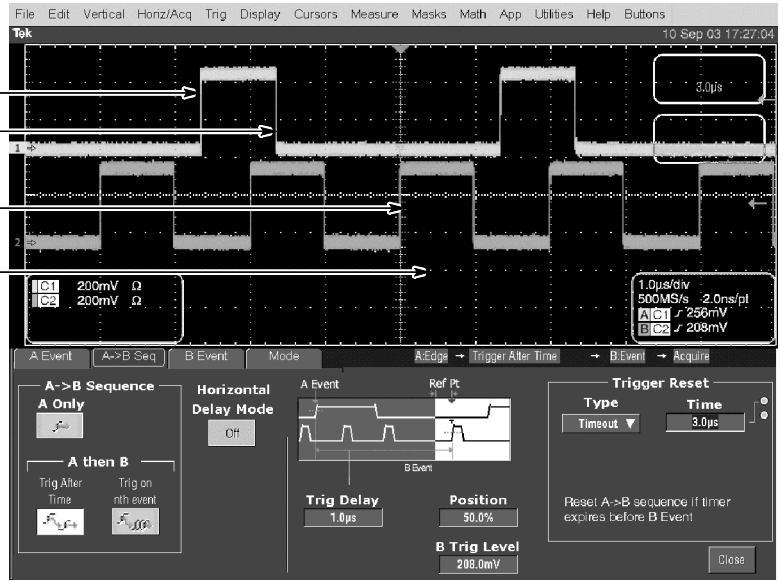 File Edit Vertical Horiz/Acq Trig Display Cursors Measure Masks Math App Utilities Help Buttons
Tek 10 Sep 03 17:27:04
3.0µs
1
2
C1 200mV Ω
C2 200mV Ω
1.0µs/div
500MS/s 2.0ns/pt
A C1 256mV
B C2 208mV
A Event A->B Seq B Event Mode A:Edge → Trigger After Time → B:Event → Acquire
A->B Sequence
A Only
A then B
Trig After Time
Trig on nth event
Horizontal Delay Mode
Off
A Event Ref Pt
B Event
Trig Delay
1.0µs
Position
50.0%
B Trig Level
208.0mV
Trigger Reset
Type
Timeout ▼
Time
3.0µs
Reset A->B sequence if timer
expires before B Event
Close